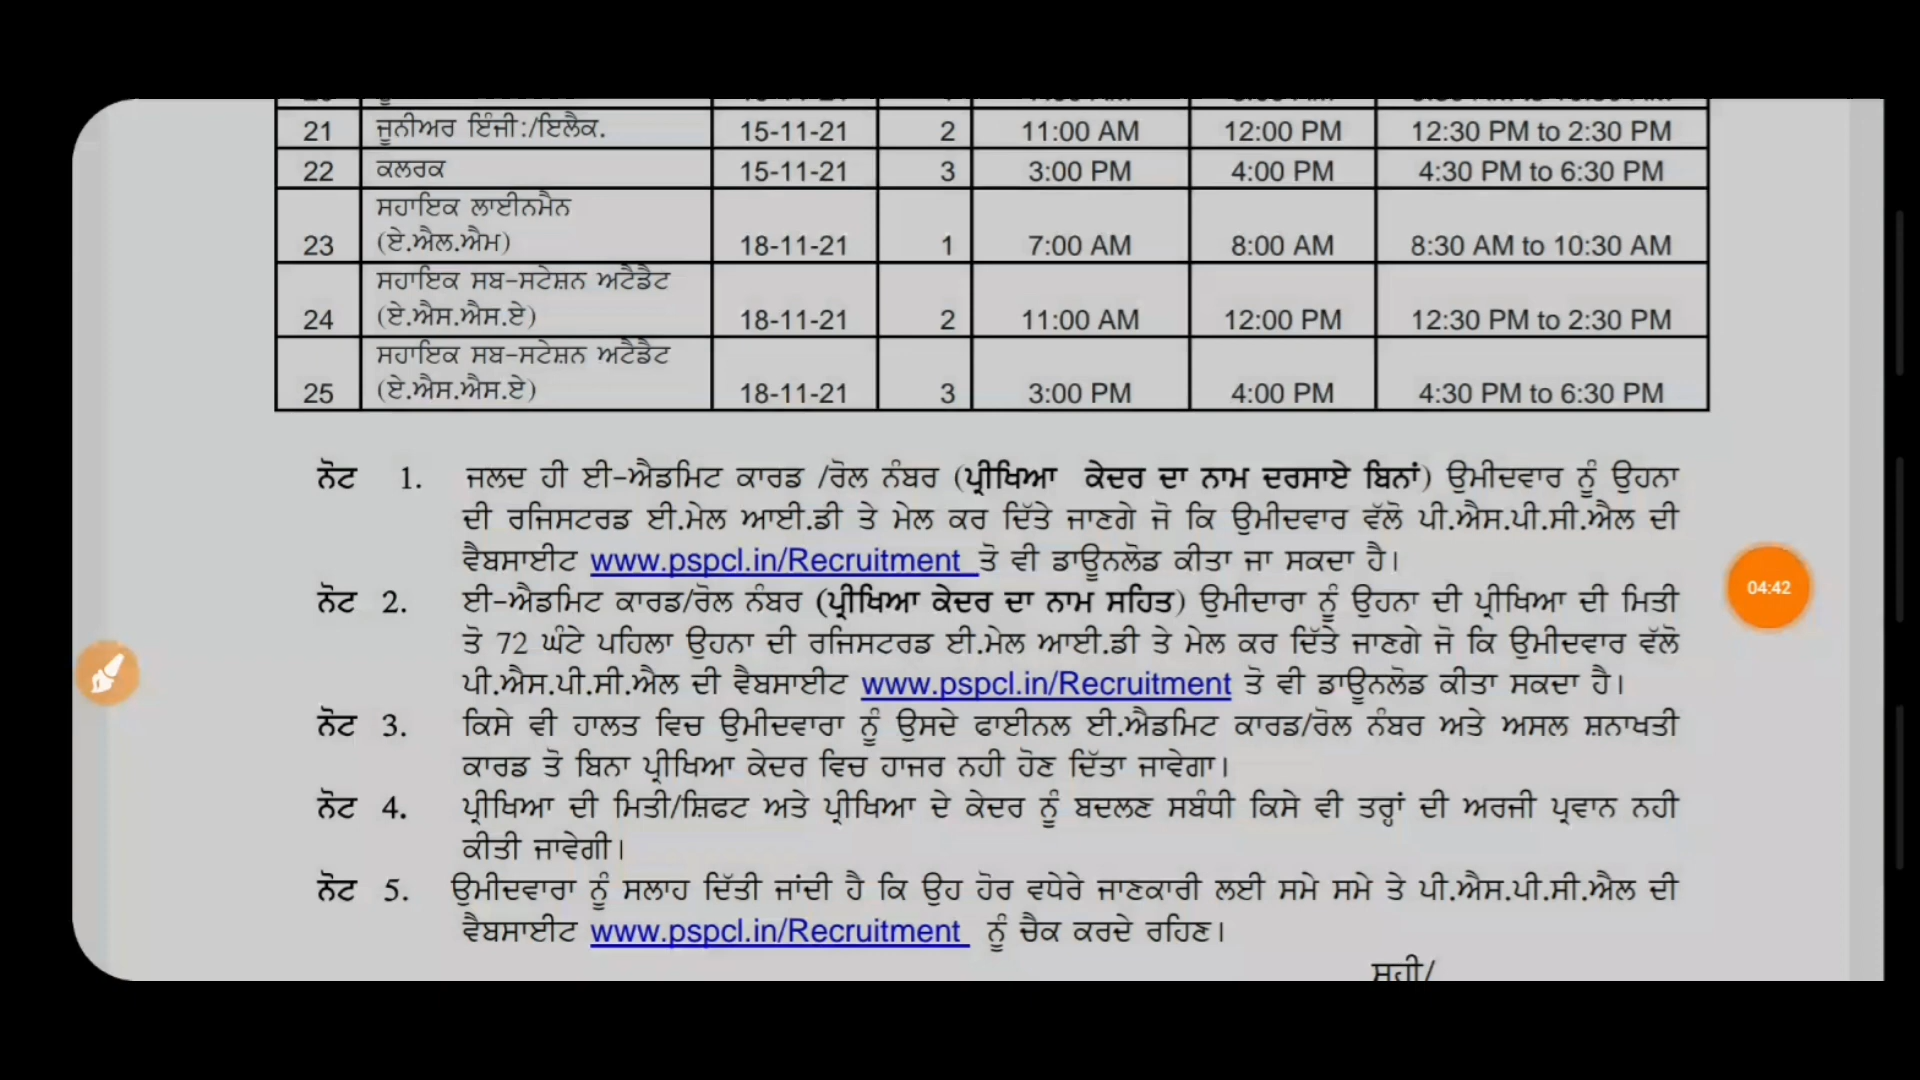 21 ਜੂਨੀਅਰ ਇੰਜੀ:/ਇਲੈਕ. 15-11-21 2 11:00 AM 12:00 PM 12:30 PM to 2:30 PM
22 ਕਲਰਕ 15-11-21 3 3:00 PM 4:00 PM 4:30 PM to 6:30 PM
ਸਹਾਇਕ ਲਾਈਨਮੈਨ
23 (ਏ.ਐਲ.ਐਮ) 18-11-21 1 7:00 AM 8:00 AM 8:30 AM to 10:30 AM
ਸਹਾਇਕ ਸਬ-ਸਟੇਸ਼ਨ ਅਟੈਡੈਟ
24 (ਏ.ਐਸ.ਐਸ.ਏ) 18-11-21 2 11:00 AM 12:00 PM 12:30 PM to 2:30 PM
ਸਹਾਇਕ ਸਬ-ਸਟੇਸ਼ਨ ਅਟੈਡੈਟ
25 (ਏ.ਐਸ.ਐਸ.ਏ) 18-11-21 3 3:00 PM 4:00 PM 4:30 PM to 6:30 PM
ਨੋਟ 1. ਜਲਦ ਹੀ ਈ-ਐਡਮਿਟ ਕਾਰਡ /ਰੋਲ ਨੰਬਰ (ਪ੍ਰੀਖਿਆ ਕੇਦਰ ਦਾ ਨਾਮ ਦਰਸਾਏ ਬਿਨਾਂ) ਉਮੀਦਵਾਰ ਨੂੰ ਉਹਨਾ
ਦੀ ਰਜਿਸਟਰਡ ਈ.ਮੇਲ ਆਈ.ਡੀ ਤੇ ਮੇਲ ਕਰ ਦਿੱਤੇ ਜਾਣਗੇ ਜੋ ਕਿ ਉਮੀਦਵਾਰ ਵੱਲੋ ਪੀ.ਐਸ.ਪੀ.ਸੀ.ਐਲ ਦੀ
ਵੈਬਸਾਈਟ www.pspcl.in/Recruitment ਤੋ ਵੀ ਡਾਊਨਲੋਡ ਕੀਤਾ ਜਾ ਸਕਦਾ ਹੈ।
ਨੋਟ 2. ਈ-ਐਡਮਿਟ ਕਾਰਡ/ਰੋਲ ਨੰਬਰ (ਪ੍ਰੀਖਿਆ ਕੇਦਰ ਦਾ ਨਾਮ ਸਹਿਤ) ਉਮੀਦਾਰਾ ਨੂੰ ਉਹਨਾ ਦੀ ਪ੍ਰੀਖਿਆ ਦੀ ਮਿਤੀ
ਤੋ 72 ਘੰਟੇ ਪਹਿਲਾ ਉਹਨਾ ਦੀ ਰਜਿਸਟਰਡ ਈ.ਮੇਲ ਆਈ.ਡੀ ਤੇ ਮੇਲ ਕਰ ਦਿੱਤੇ ਜਾਣਗੇ ਜੋ ਕਿ ਉਮੀਦਵਾਰ ਵੱਲੋ
ਪੀ.ਐਸ.ਪੀ.ਸੀ.ਐਲ ਦੀ ਵੈਬਸਾਈਟ www.pspcl.in/Recruitment ਤੋ ਵੀ ਡਾਊਨਲੋਡ ਕੀਤਾ ਸਕਦਾ ਹੈ।
ਨੋਟ 3. ਕਿਸੇ ਵੀ ਹਾਲਤ ਵਿਚ ਉਮੀਦਵਾਰਾ ਨੂੰ ਉਸਦੇ ਫਾਈਨਲ ਈ.ਐਡਮਿਟ ਕਾਰਡ/ਰੋਲ ਨੰਬਰ ਅਤੇ ਅਸਲ ਸ਼ਨਾਖਤੀ
ਕਾਰਡ ਤੋ ਬਿਨਾ ਪ੍ਰੀਖਿਆ ਕੇਦਰ ਵਿਚ ਹਾਜਰ ਨਹੀ ਹੋਣ ਦਿੱਤਾ ਜਾਵੇਗਾ।
04:42
ਨੋਟ 4. ਪ੍ਰੀਖਿਆ ਦੀ ਮਿਤੀ/ਸ਼ਿਫਟ ਅਤੇ ਪ੍ਰੀਖਿਆ ਦੇ ਕੇਦਰ ਨੂੰ ਬਦਲਣ ਸਬੰਧੀ ਕਿਸੇ ਵੀ ਤਰ੍ਹਾਂ ਦੀ ਅਰਜੀ ਪ੍ਰਵਾਨ ਨਹੀ
ਕੀਤੀ ਜਾਵੇਗੀ।
ਨੋਟ 5. ਉਮੀਦਵਾਰਾ ਨੂੰ ਸਲਾਹ ਦਿੱਤੀ ਜਾਂਦੀ ਹੈ ਕਿ ਉਹ ਹੋਰ ਵਧੇਰੇ ਜਾਣਕਾਰੀ ਲਈ ਸਮੇ ਸਮੇ ਤੇ ਪੀ.ਐਸ.ਪੀ.ਸੀ.ਐਲ ਦੀ
ਵੈਬਸਾਈਟ www.pspcl.in/Recruitment ਨੂੰ ਚੈਕ ਕਰਦੇ ਰਹਿਣ।
ਸਹੀ/